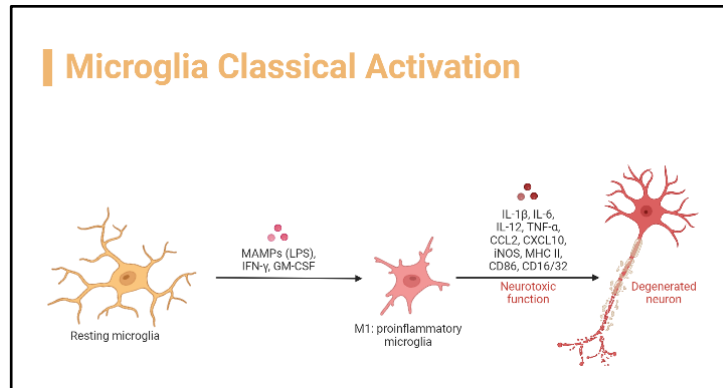 Microglia Classical Activation
MAMPs (LPS),
IFN-γ, GM-CSF
Resting microglia
M1: proinflammatory
microglia
IL-1β, IL-6,
IL-12, TNF-α,
CCL2, CXCL10,
iNOS, MHC II,
CD86, CD16/32
Neurotoxic
function
Degenerated
neuron